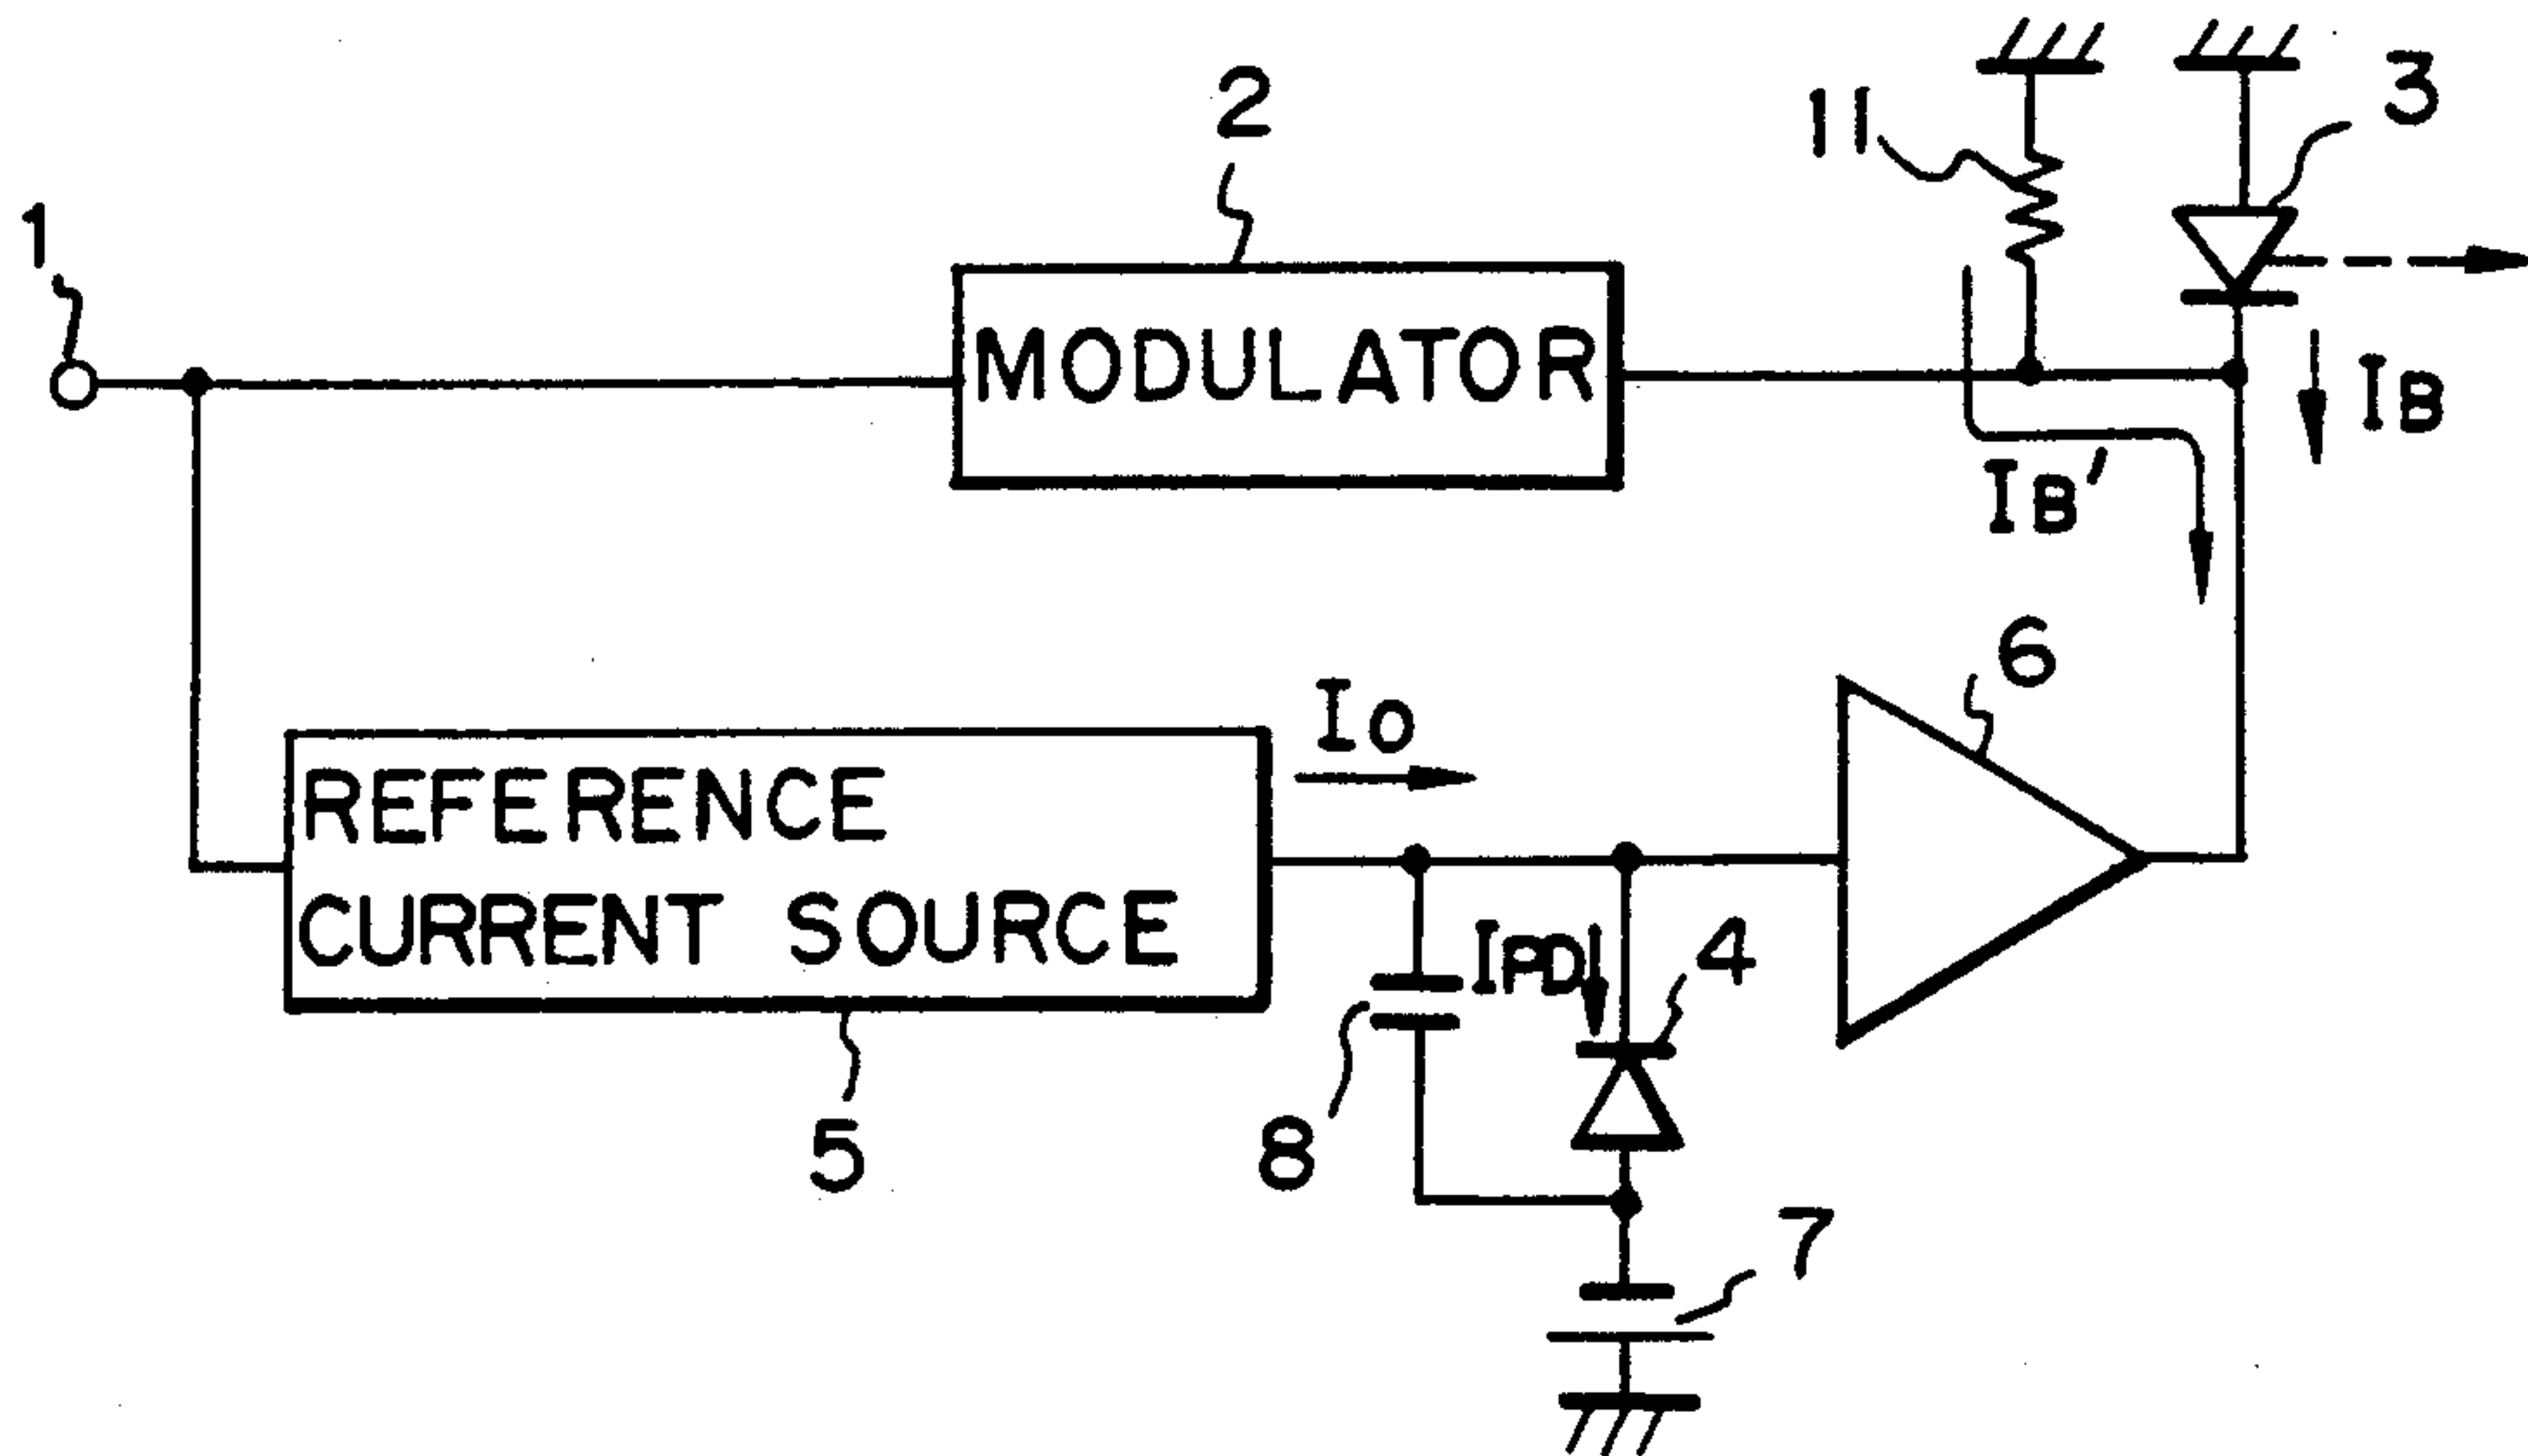 1
2
11
3
MODULATOR
IB
IB'
6
IO
REFERENCE
CURRENT SOURCE
IPD
4
8
5
7